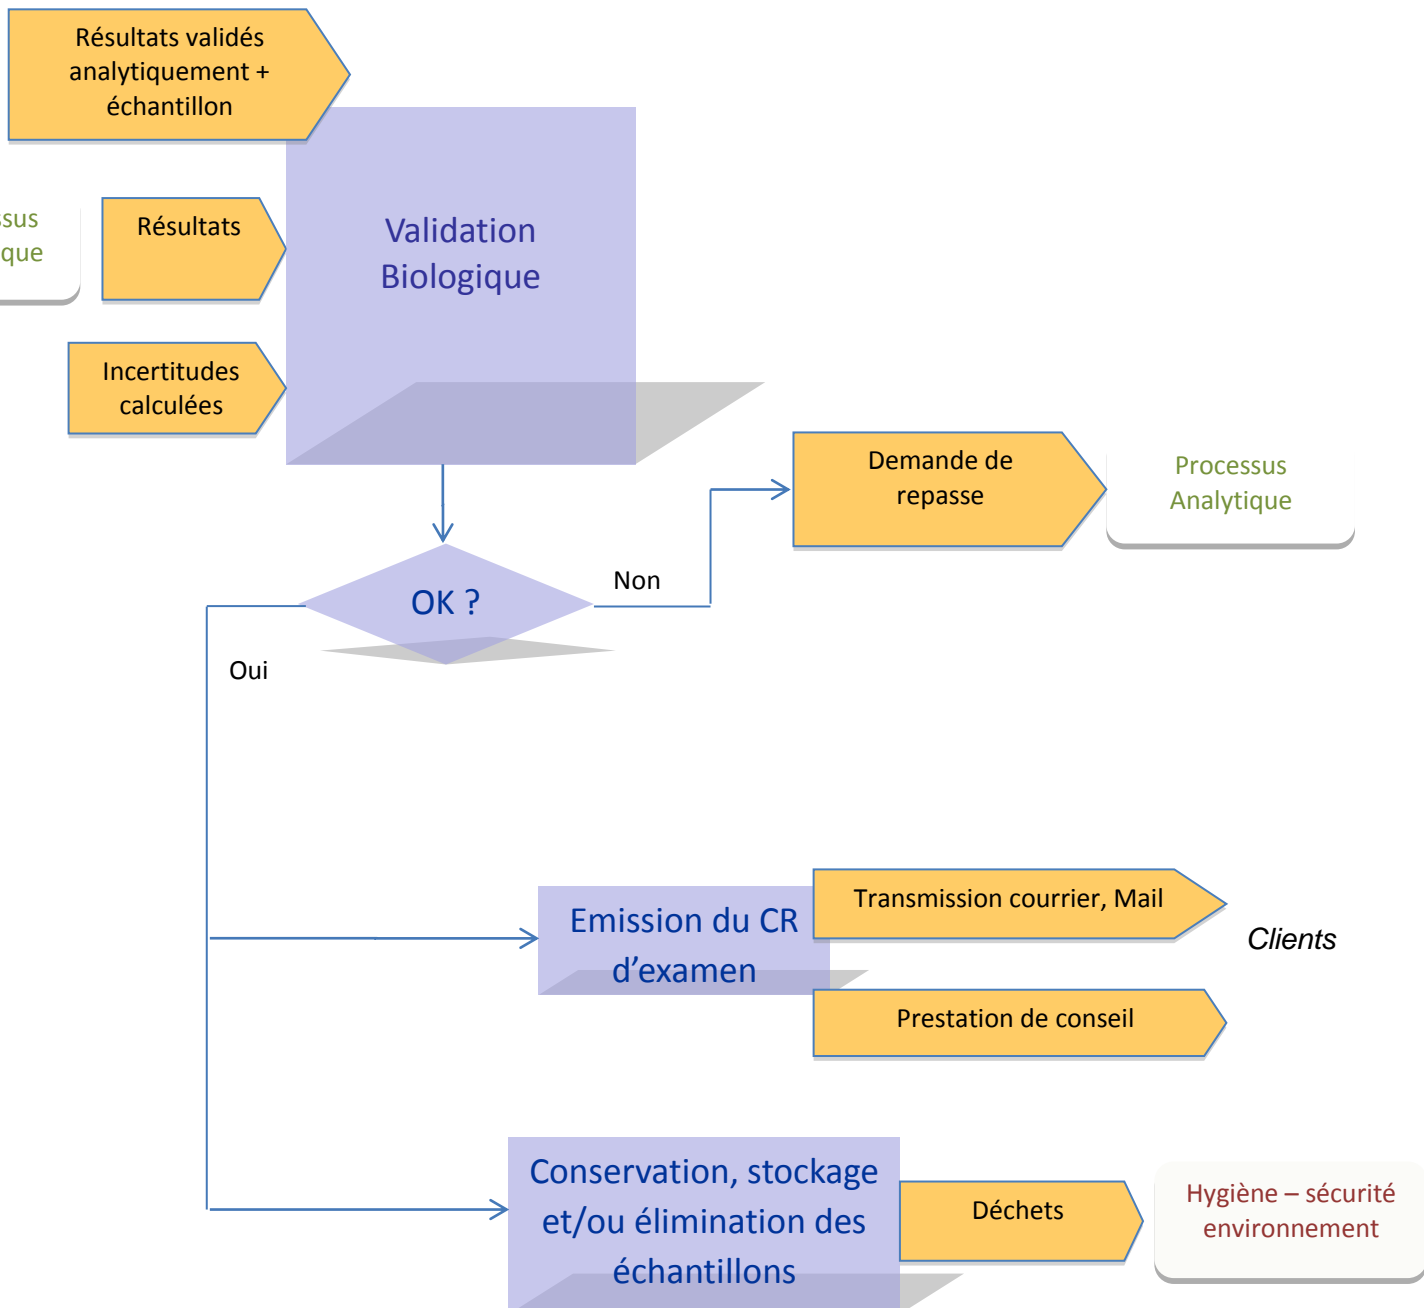 Résultats validés
analytiquement +
échantillon
Résultats
Validation
Biologique
Incertitudes
calculées
Demande de
repasse
Processus
Analytique
OK ?
Non
Oui
Emission du CR
d’examen
Transmission courrier, Mail
Clients
Prestation de conseil
Conservation, stockage
et/ou élimination des
échantillons
Déchets
Hygiène – sécurité
environnement